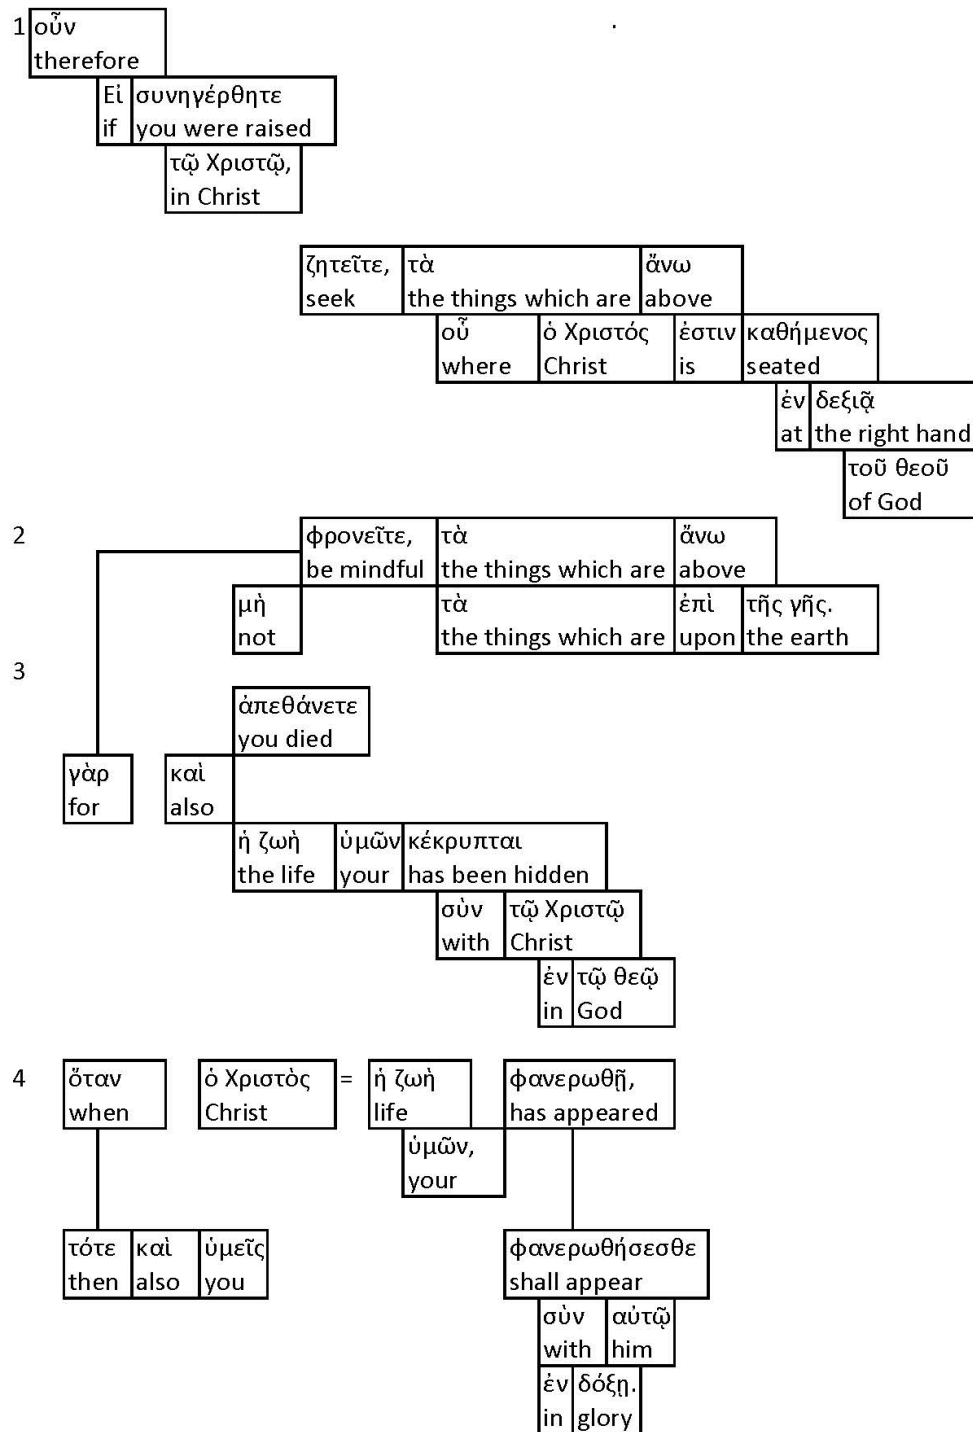 1 οὖν
therefore
Εἰ συνηγέρθητε
if you were raised
τῷ Χριστῷ,
in Christ
ζητεῖτε, τὰ ἄνω
seek the things which are above
οὗ ὁ Χριστός ἐστιν καθήμενος
where Christ is seated
ἐν δεξιᾷ
at the right hand
τοῦ θεοῦ
of God
2 φρονεῖτε, τὰ ἄνω
be mindful the things which are above
μὴ τὰ ἐπὶ τῆς γῆς.
not the things which are upon the earth
3
ἀπεθάνετε
you died
γὰρ καὶ
for also
ἡ ζωὴ ὑμῶν κέκρυπται
the life your has been hidden
σὺν τῷ Χριστῷ
with Christ
ἐν τῷ θεῷ
in God
4 ὅταν ὁ Χριστὸς = ἡ ζωὴ φανερωθῇ,
when Christ life has appeared
ὑμῶν,
your
τότε καὶ ὑμεῖς φανερωθήσεσθε
then also you shall appear
σὺν αὐτῷ
with him
ἐν δόξῃ.
in glory